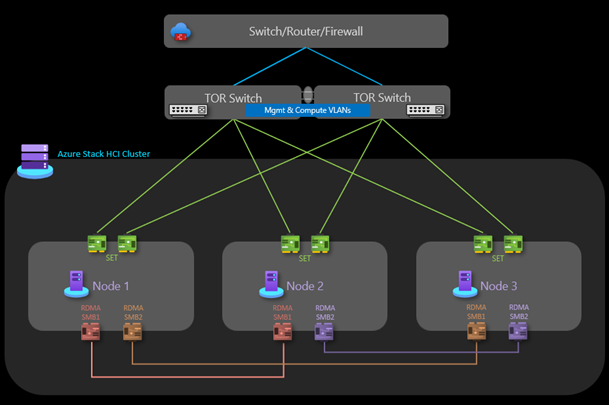 Switch/Router/Firewall
TOR Switch
TOR Switch
Mgmt & Compute VLANs
Azure Stack HCI Cluster
SET
SET
SET
Node 1
Node 2
Node 3
RDMA
SMB1
RDMA
SMB2
RDMA
SMB1
RDMA
SMB2
RDMA
SMB1
RDMA
SMB2